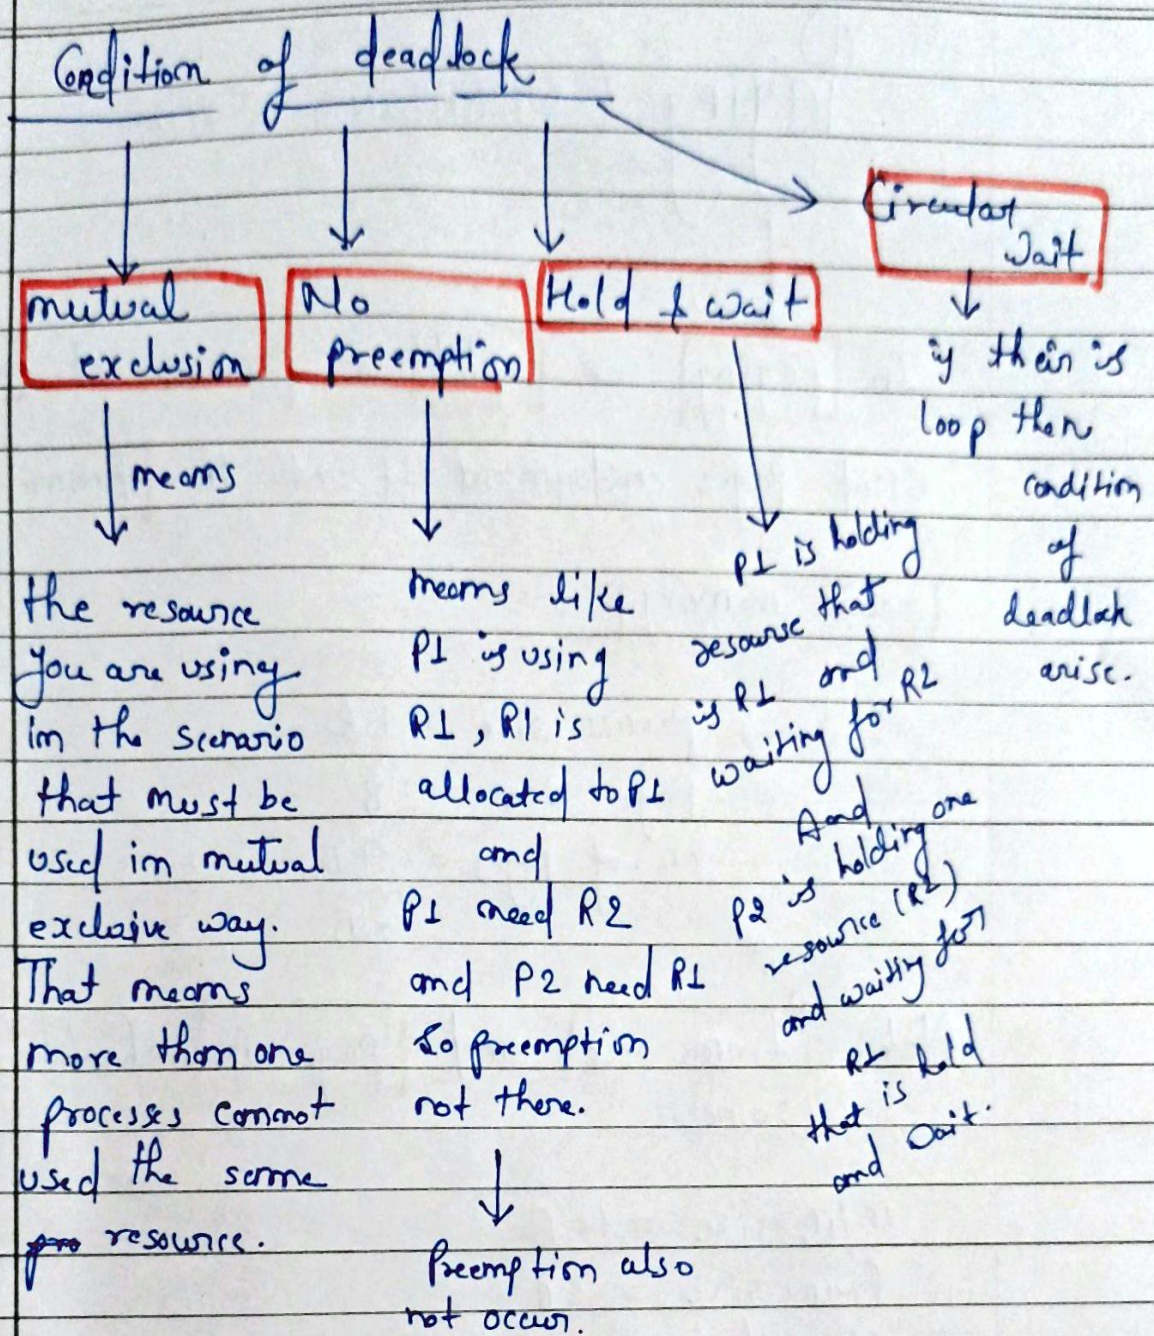 Condition of deadlock
mutual
exclusion
means
the resource
you are using
in the scenario
that must be
used in mutual
exclusive way.
That means
more than one
processes cannot
used the same
resource.
No
preemption
means like
P1 is using
R1, R1 is
allocated to P1
and
P1 need R2
and P2 need R1
So preemption
not there.
Preemption also
not occur.
Hold & wait
P1 is holding
resourse that
is R1 and
waiting for R2
And
P2 is holding one
resource (R2)
and waiting for
R1
that is hold
and wait.
Circular
Wait
if their is
loop then
condition
of
deadlock
arise.